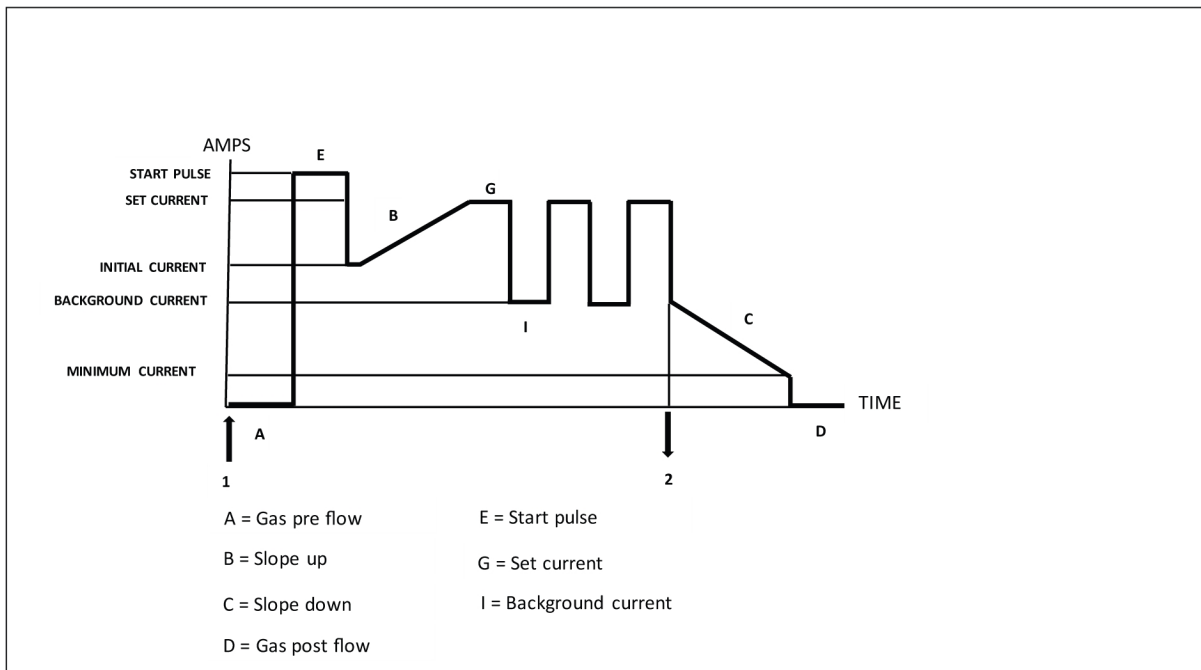 AMPS
E
START PULSE
G
SET CURRENT
B
INITIAL CURRENT
BACKGROUND CURRENT
I
C
MINIMUM CURRENT
TIME
A
D
1
2
A = Gas pre flow
E = Start pulse
B = Slope up
G = Set current
C = Slope down
I = Background current
D = Gas post flow